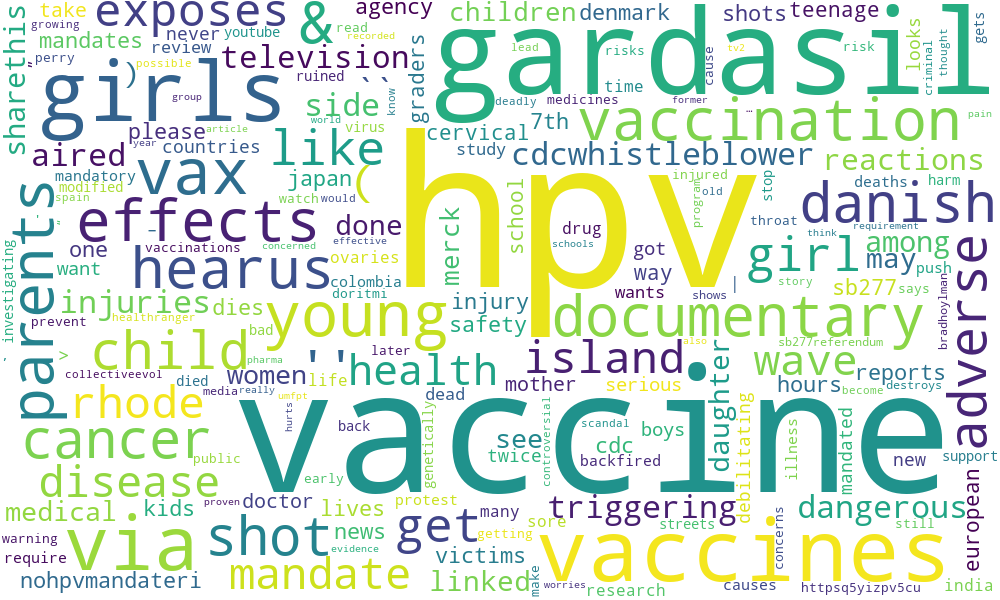 growing
perry
take
exposes
&
agency
children
denmark
shots
teenage
gets
mandates
review
never
youtube
read
recorded
gardasil
looks
criminal
thought
sharethis
"
possible
television
graders
lead
risks
risk
cause
tv2
girls
)
group
ruined
``
know
deadly
medicines
time
former
...
pain
please
article
side
world
virus
7th
vaccination
aired
year
countries
like
cervical
study
cdcwhistleblower
reactions
mandatory
vax
japan
(
hpv
injured
stop
deaths
harm
modified
spain
watch
would
school
program
old
danish
parents
effects
-
done
merck
drug
throat
requirement
'
one
vaccinations
concerned
effective
got
schools
think
girl
among
adverse
investigating
`
want
hearus
ovaries
way
may
push
colombia
wants
shows
|
story
sb277
says
bradhoylman
injuries
dies
doritmi
injury
prevent
healthranger
young
safety
documentary
>
child
bad
''
later
also
sb277referendum
island
.
wave
reports
collectiveevol
pharma
health
daughter
hours
died
media
really
women
life
mother
serious
become
destroys
rhode
umfpt
dead
vaccine
hurts
back
genetically
controversial
scandal
boys
debilitating
illness
mandated
cancer
see
cdc
new
support
public
twice
backfired
early
disease
proven
medical
kids
doctor
lives
protest
triggering
dangerous
european
via
shot
news
get
many
sore
streets
concerns
still
warning
evidence
getting
require
victims
vaccines
nohpvmandateri
mandate
linked
make
worries
research
causes
httpsq5yizpv5cu
india